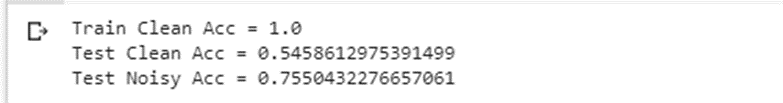 Train Clean Acc = 1.0
Test Clean Acc = 0.5458612975391499
Test Noisy Acc = 0.7550432276657061